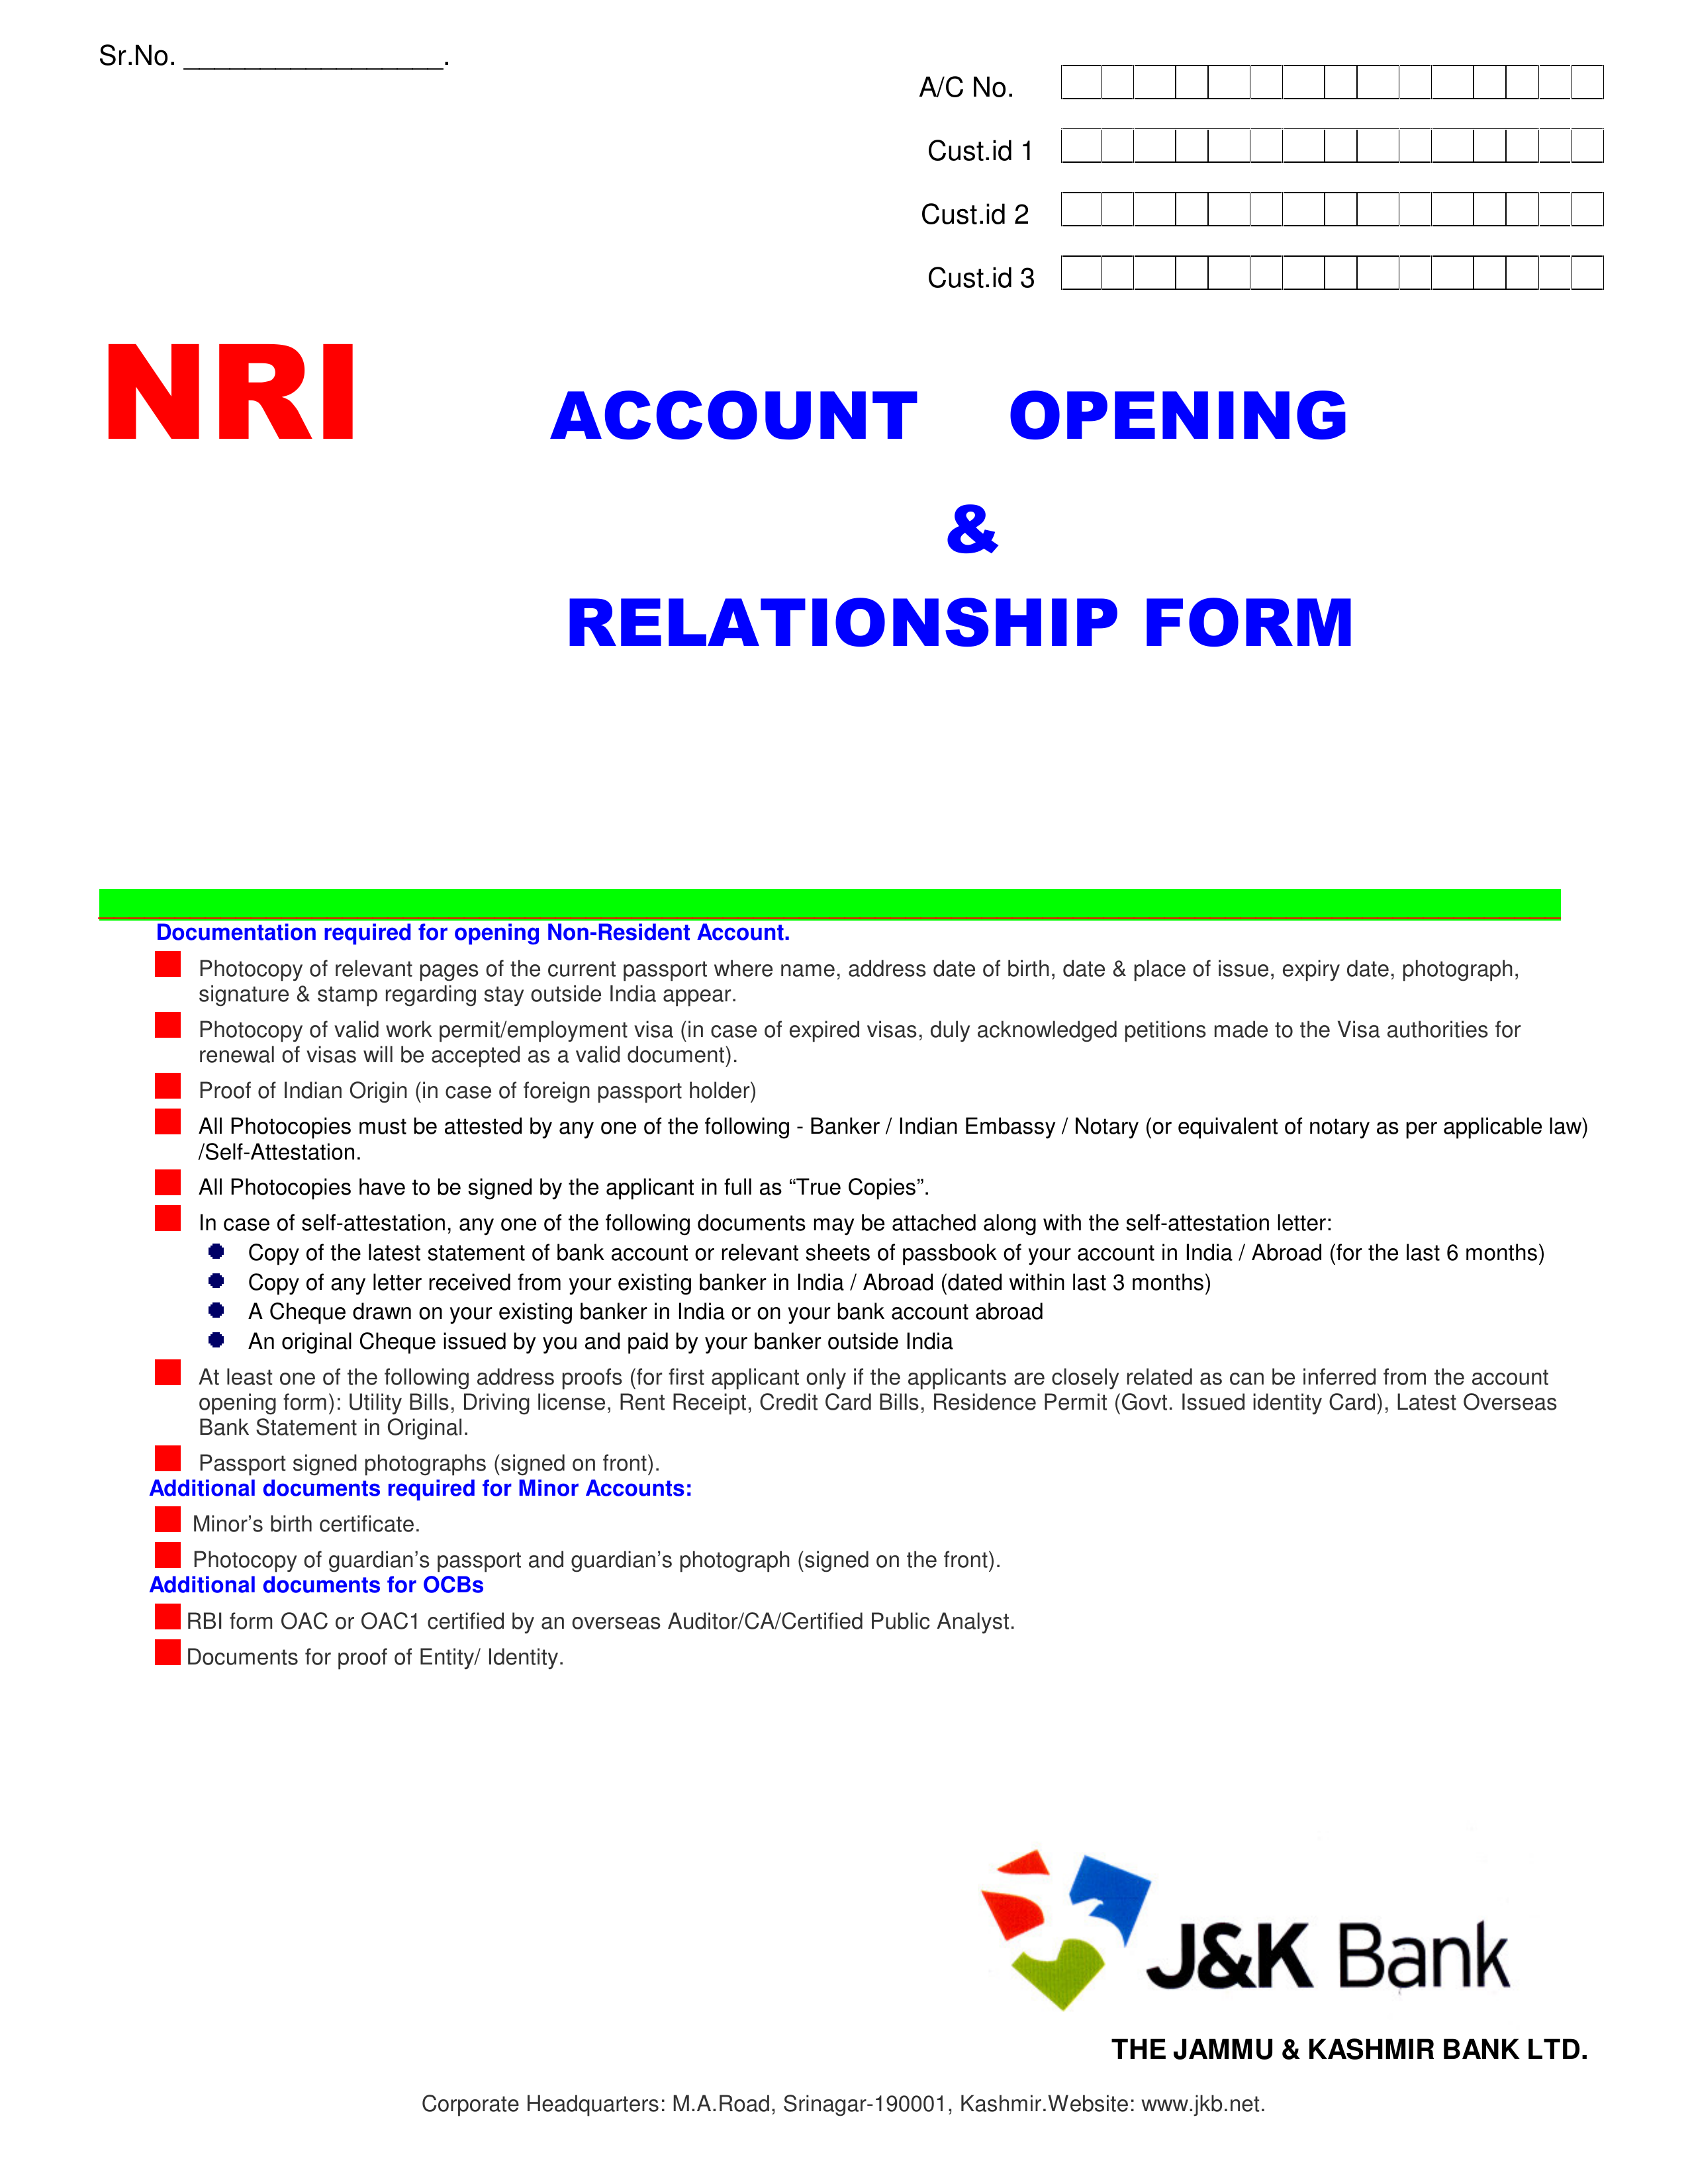 Sr.No. _________________.
A/C No.
Cust.id 1
Cust.id 2
Cust.id 3
NRI ACCOUNT OPENING
&
RELATIONSHIP FORM
Documentation required for opening Non-Resident Account.
Photocopy of relevant pages of the current passport where name, address date of birth, date & place of issue, expiry date, photograph,
signature & stamp regarding stay outside India appear.
Photocopy of valid work permit/employment visa (in case of expired visas, duly acknowledged petitions made to the Visa authorities for
renewal of visas will be accepted as a valid document).
Proof of Indian Origin (in case of foreign passport holder)
All Photocopies must be attested by any one of the following - Banker / Indian Embassy / Notary (or equivalent of notary as per applicable law)
/Self-Attestation.
All Photocopies have to be signed by the applicant in full as “True Copies”.
In case of self-attestation, any one of the following documents may be attached along with the self-attestation letter:
Copy of the latest statement of bank account or relevant sheets of passbook of your account in India / Abroad (for the last 6 months)
Copy of any letter received from your existing banker in India / Abroad (dated within last 3 months)
A Cheque drawn on your existing banker in India or on your bank account abroad
An original Cheque issued by you and paid by your banker outside India
At least one of the following address proofs (for first applicant only if the applicants are closely related as can be inferred from the account
opening form): Utility Bills, Driving license, Rent Receipt, Credit Card Bills, Residence Permit (Govt. Issued identity Card), Latest Overseas
Bank Statement in Original.
Passport signed photographs (signed on front).
Additional documents required for Minor Accounts:
Minor’s birth certificate.
Photocopy of guardian’s passport and guardian’s photograph (signed on the front).
Additional documents for OCBs
RBI form OAC or OAC1 certified by an overseas Auditor/CA/Certified Public Analyst.
Documents for proof of Entity/ Identity.
J&K Bank
THE JAMMU & KASHMIR BANK LTD.
Corporate Headquarters: M.A.Road, Srinagar-190001, Kashmir.Website: www.jkb.net.